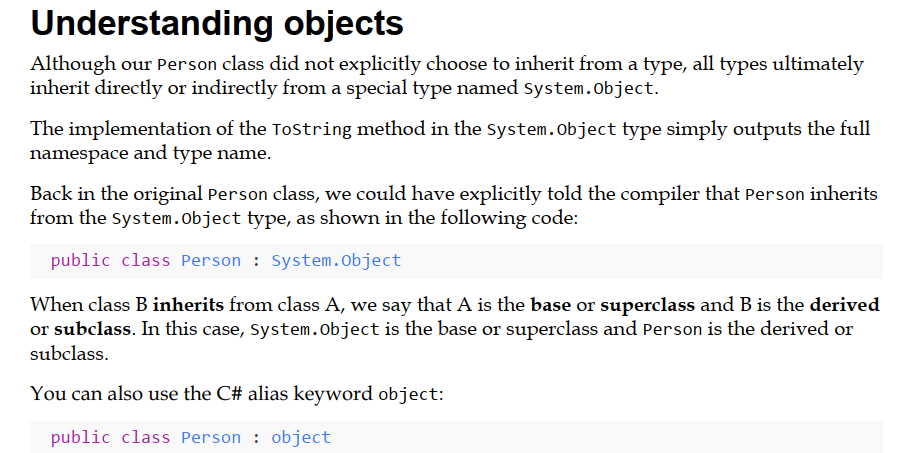 Understanding objects
Although our Person class did not explicitly choose to inherit from a type, all types ultimately
inherit directly or indirectly from a special type named System.Object.
The implementation of the ToString method in the System.Object type simply outputs the full
namespace and type name.
Back in the original Person class, we could have explicitly told the compiler that Person inherits
from the System.Object type, as shown in the following code:
public class Person : System.Object
When class B inherits from class A, we say that A is the base or superclass and B is the derived
or subclass. In this case, System.Object is the base or superclass and Person is the derived or
subclass.
You can also use the C# alias keyword object:
public class Person : object